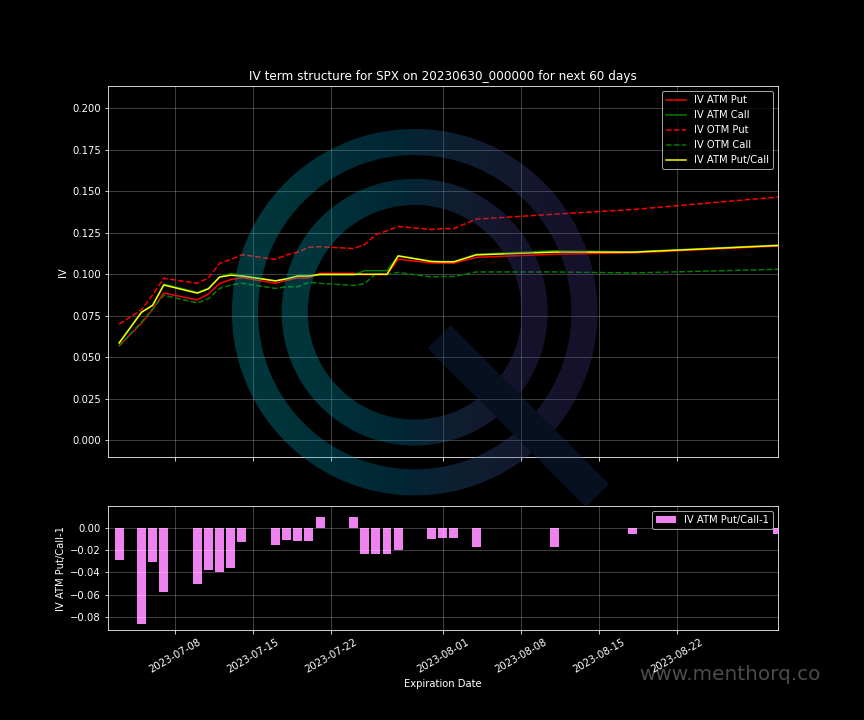 IV term structure for SPX on 20230630_000000 for next 60 days
IV ATM Put
IV ATM Call
IV OTM Put
IV OTM Call
IV ATM Put/Call
0.200
0.175
0.150
0.125
0.100
0.075
0.050
0.025
0.000
IV
IV ATM Put/Call-1
0.00
−0.02
−0.04
−0.06
−0.08
IV ATM Put/Call-1
2023-07-08
2023-07-15
2023-07-22
2023-08-01
2023-08-08
2023-08-15
2023-08-22
Expiration Date
www.menthorq.co